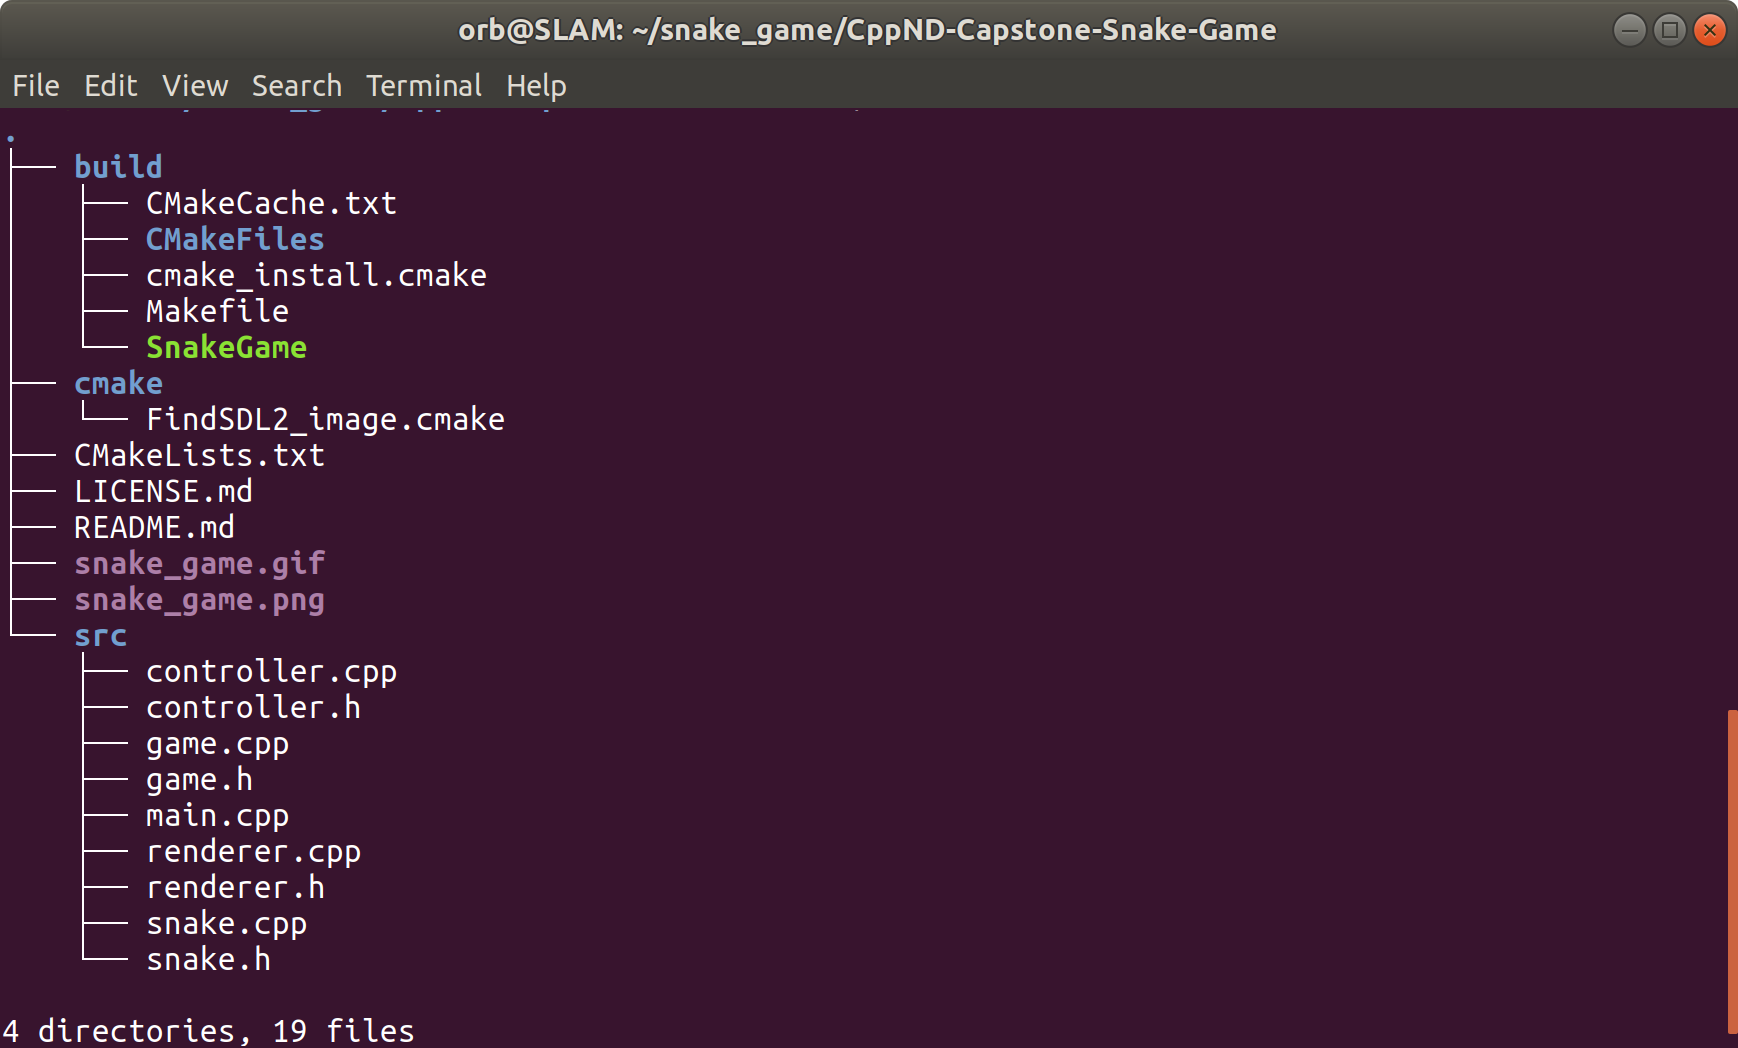 orb@SLAM: ~/snake_game/CppND-Capstone-Snake-Game
File Edit View Search Terminal Help
.
├── build
│   ├── CMakeCache.txt
│   ├── CMakeFiles
│   ├── cmake_install.cmake
│   ├── Makefile
│   └── SnakeGame
├── cmake
│   └── FindSDL2_image.cmake
├── CMakeLists.txt
├── LICENSE.md
├── README.md
├── snake_game.gif
├── snake_game.png
└── src
    ├── controller.cpp
    ├── controller.h
    ├── game.cpp
    ├── game.h
    ├── main.cpp
    ├── renderer.cpp
    ├── renderer.h
    ├── snake.cpp
    └── snake.h
4 directories, 19 files